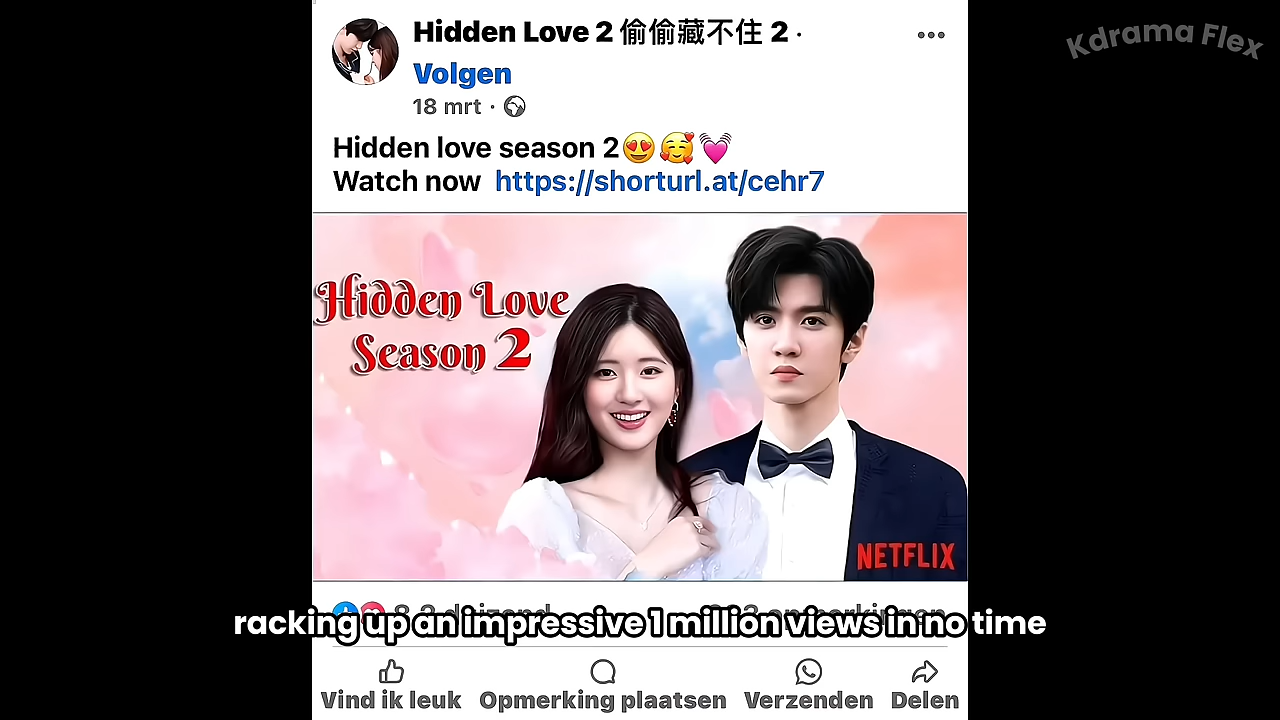 Hidden Love 2 偷偷藏不住 2 ·
Kdrama Flex
Volgen
18 mrt ·
Hidden love season 2😍🥰💓
Watch now https://shorturl.at/cehr7
Hidden Love
Season 2
NETFLIX
racking up an impressive 1 million views in no time
Vind ik leuk Opmerking plaatsen Verzenden Delen